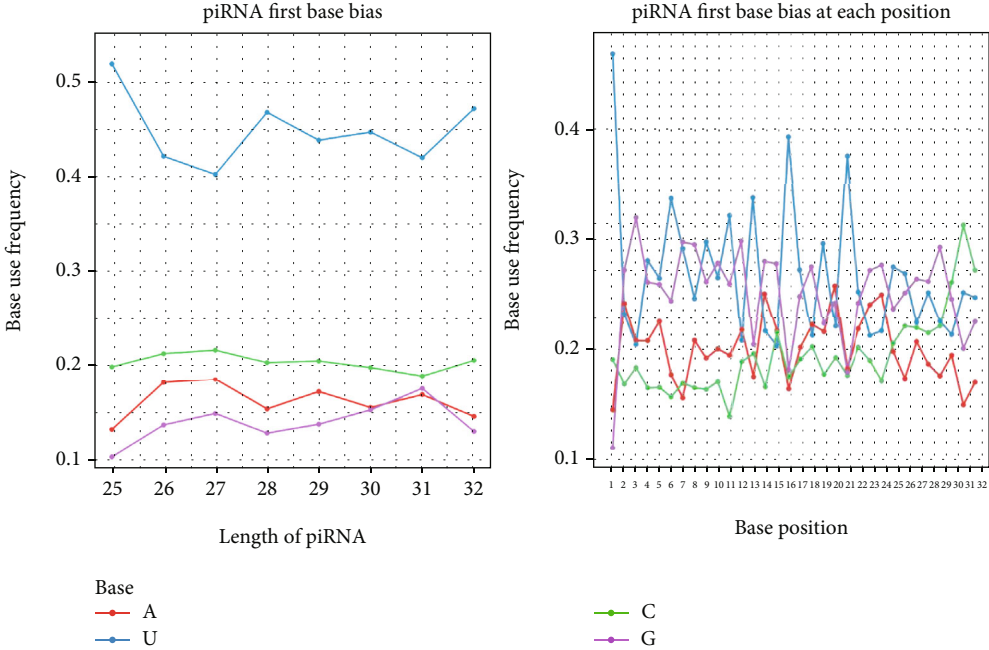 piRNA first base bias
0.5
0.4
0.3
0.2
0.1
Base use frequency
25 26 27 28 29 30 31 32
Length of piRNA
piRNA first base bias at each position
0.4
0.3
0.2
0.1
Base use frequency
1 2 3 4 5 6 7 8 9 10 11 12 13 14 15 16 17 18 19 20 21 22 23 24 25 26 27 28 29 30 31 32
Base position
Base
A
U
C
G